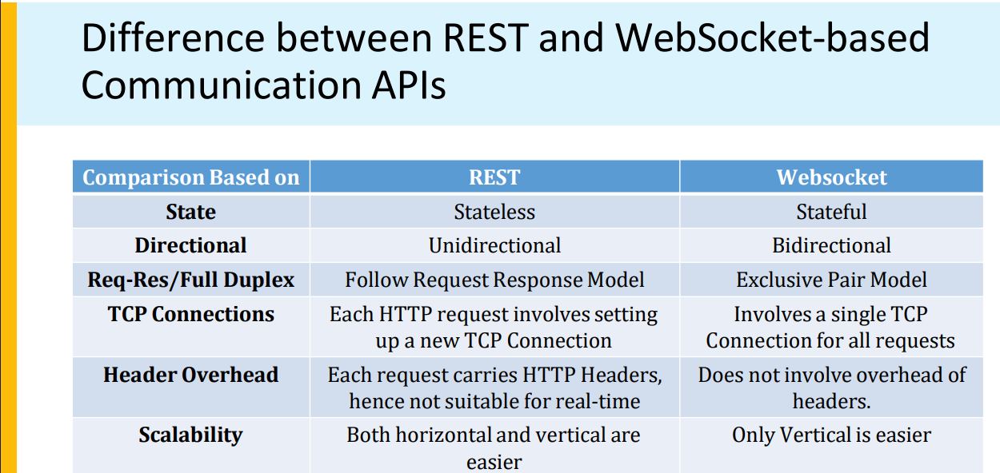 Difference between REST and WebSocket-based
Communication APIs
Comparison Based on REST Websocket
State Stateless Stateful
Directional Unidirectional Bidirectional
Req-Res/Full Duplex Follow Request Response Model Exclusive Pair Model
TCP Connections Each HTTP request involves setting Involves a single TCP
up a new TCP Connection Connection for all requests
Header Overhead Each request carries HTTP Headers, Does not involve overhead of
hence not suitable for real-time headers.
Scalability Both horizontal and vertical are Only Vertical is easier
easier